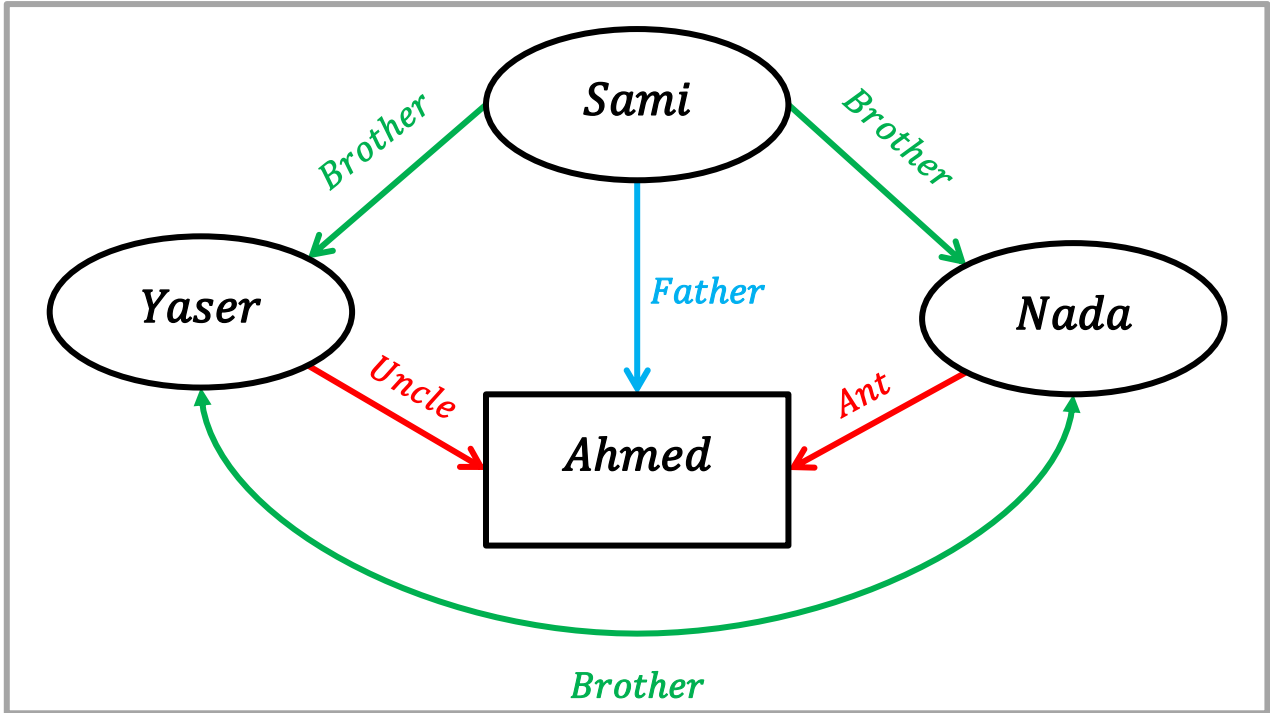 Sami
Brother
Brother
Yaser
Father
Nada
Uncle
Ant
Ahmed
Brother